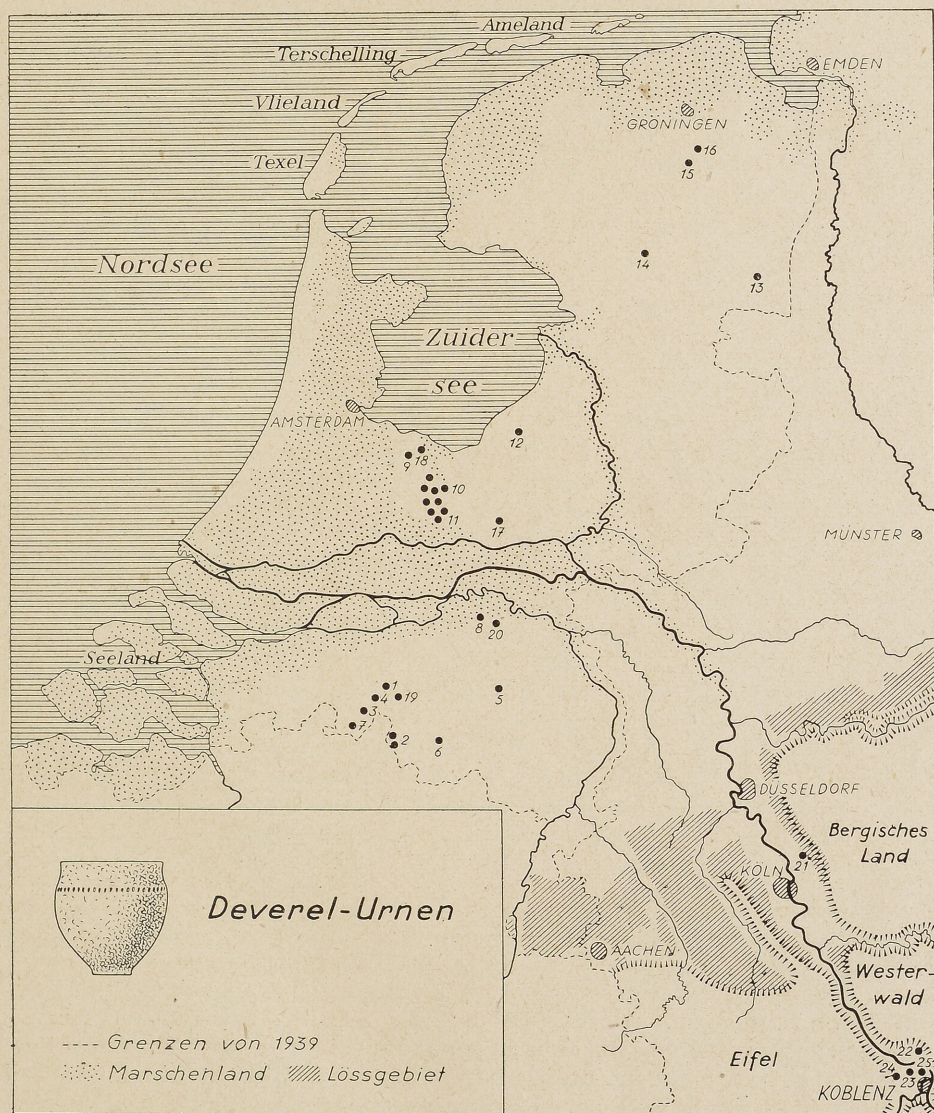 Ameland
Terschelling
EMDEN
Vlieland
GRONINGEN
16
Texel
15
Nordsee
14
13
Zuider
see
AMSTERDAM
12
9 18
10
11
17
MÜNSTER
8 20
Seeland
1
4 19
3
5
7
2
6
DÜSSELDORF
Bergisches
Land
21
KÖLN
Deverel-Urnen
AACHEN
Wester-
wald
Grenzen von 1939
Marschenland Lössgebiet
Eifel
22
25
24
23
KOBLENZ